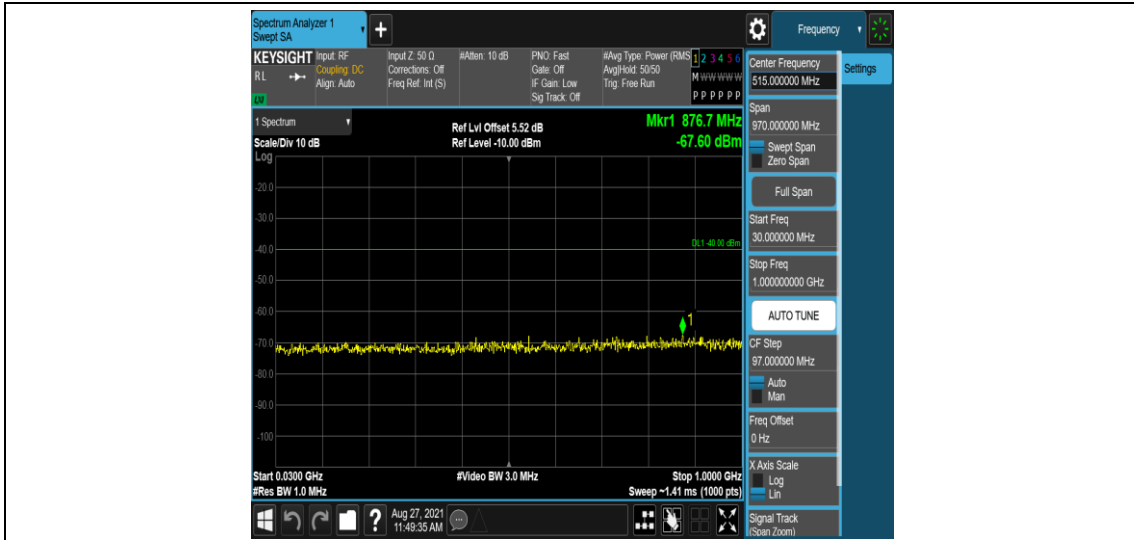 Spectrum Analyzer 1
Swept SA
+
Frequency
KEYSIGHT
RL
Input: RF
Coupling: DC
Align: Auto
Input Z: 50 Ω
Corrections: Off
Freq Ref: Int (S)
#Atten: 10 dB
PNO: Fast
Gate: Off
IF Gain: Low
Sig Track: Off
#Avg Type: Power (RMS
Avg|Hold: 50/50
Trig: Free Run
1 2 3 4 5 6
M W W W W W
P P P P P P
1 Spectrum
Scale/Div 10 dB
Log
Ref Lvl Offset 5.52 dB
Ref Level -10.00 dBm
Mkr1 876.7 MHz
-67.60 dBm
-20.0
-30.0
DL1 -40.00 dBm
-40.0
-50.0
-60.0
1
-70.0
-80.0
-90.0
-100
Start 0.0300 GHz
#Res BW 1.0 MHz
#Video BW 3.0 MHz
Stop 1.0000 GHz
Sweep ~1.41 ms (1000 pts)
Center Frequency
515.000000 MHz
Settings
Span
970.000000 MHz
Swept Span
Zero Span
Full Span
Start Freq
30.000000 MHz
Stop Freq
1.000000000 GHz
AUTO TUNE
CF Step
97.000000 MHz
Auto
Man
Freq Offset
0 Hz
X Axis Scale
Log
Lin
Signal Track
(Span Zoom)
?
Aug 27, 2021
11:49:35 AM